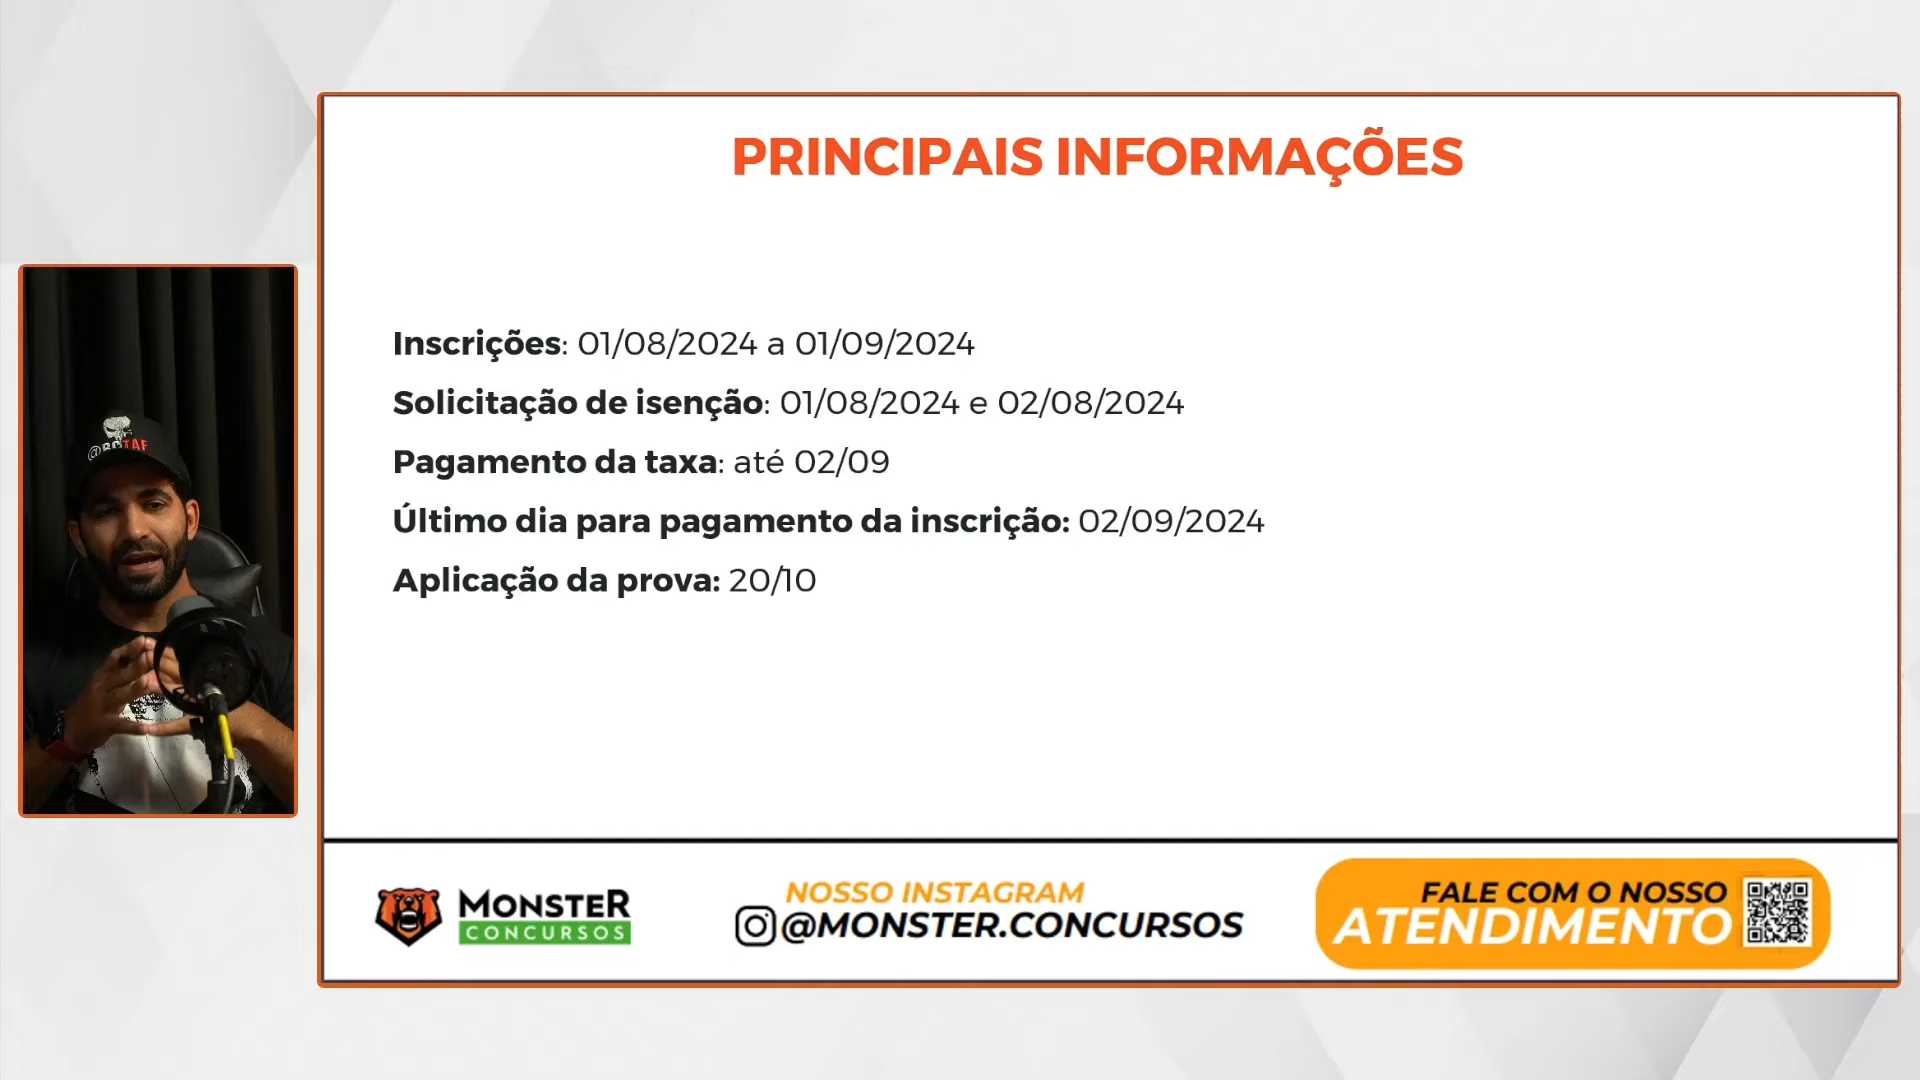 PRINCIPAIS INFORMAÇÕES
Inscrições: 01/08/2024 a 01/09/2024
Solicitação de isenção: 01/08/2024 e 02/08/2024
Pagamento da taxa: até 02/09
Último dia para pagamento da inscrição: 02/09/2024
Aplicação da prova: 20/10
MONSTER
CONCURSOS
NOSSO INSTAGRAM
@MONSTER.CONCURSOS
FALE COM O NOSSO
ATENDIMENTO